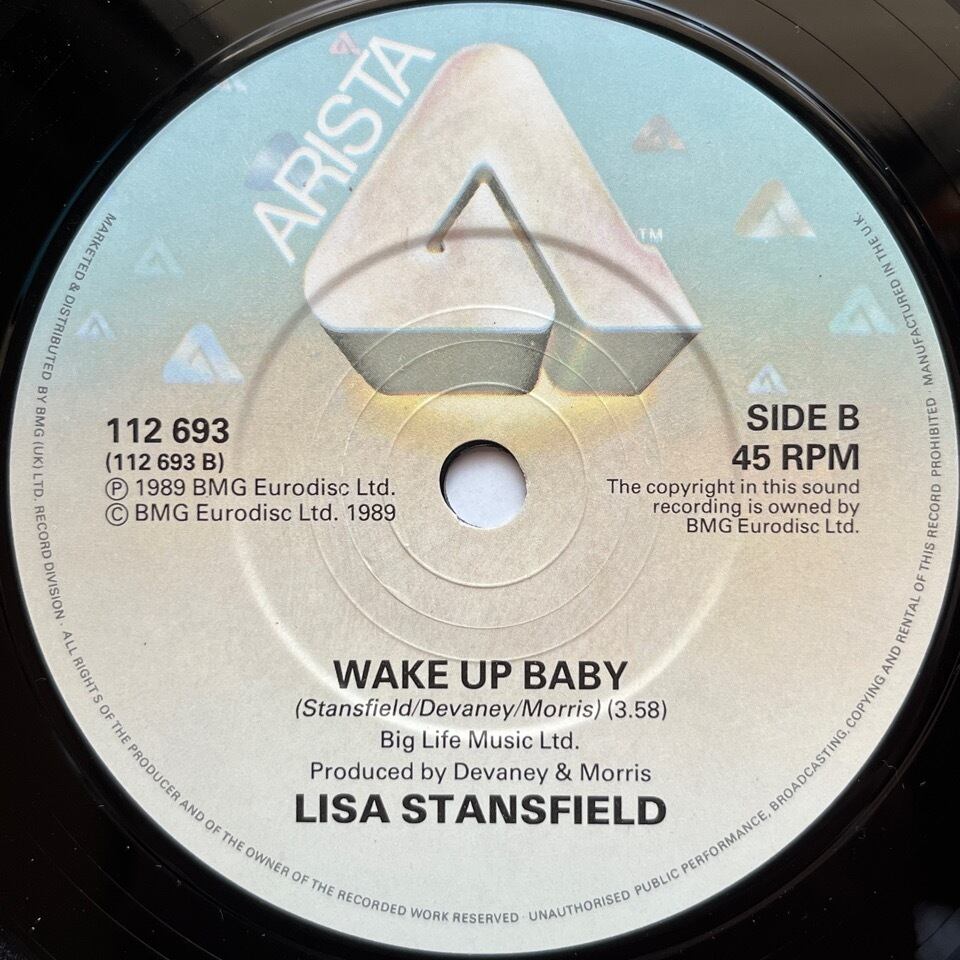 ARISTA
TM
112 693
(112 693 B)
Ⓟ 1989 BMG Eurodisc Ltd.
© BMG Eurodisc Ltd. 1989
SIDE B
45 RPM
The copyright in this sound
recording is owned by
BMG Eurodisc Ltd.
WAKE UP BABY
(Stansfield/Devaney/Morris) (3.58)
Big Life Music Ltd.
Produced by Devaney & Morris
LISA STANSFIELD
MARKETED & DISTRIBUTED BY BMG (UK) LTD. RECORD DIVISION · ALL RIGHTS OF THE PRODUCER AND OF THE OWNER OF THE RECORDED WORK RESERVED · UNAUTHORISED PUBLIC PERFORMANCE, BROADCASTING, COPYING AND RENTAL OF THIS RECORD PROHIBITED · MANUFACTURED IN THE U.K.